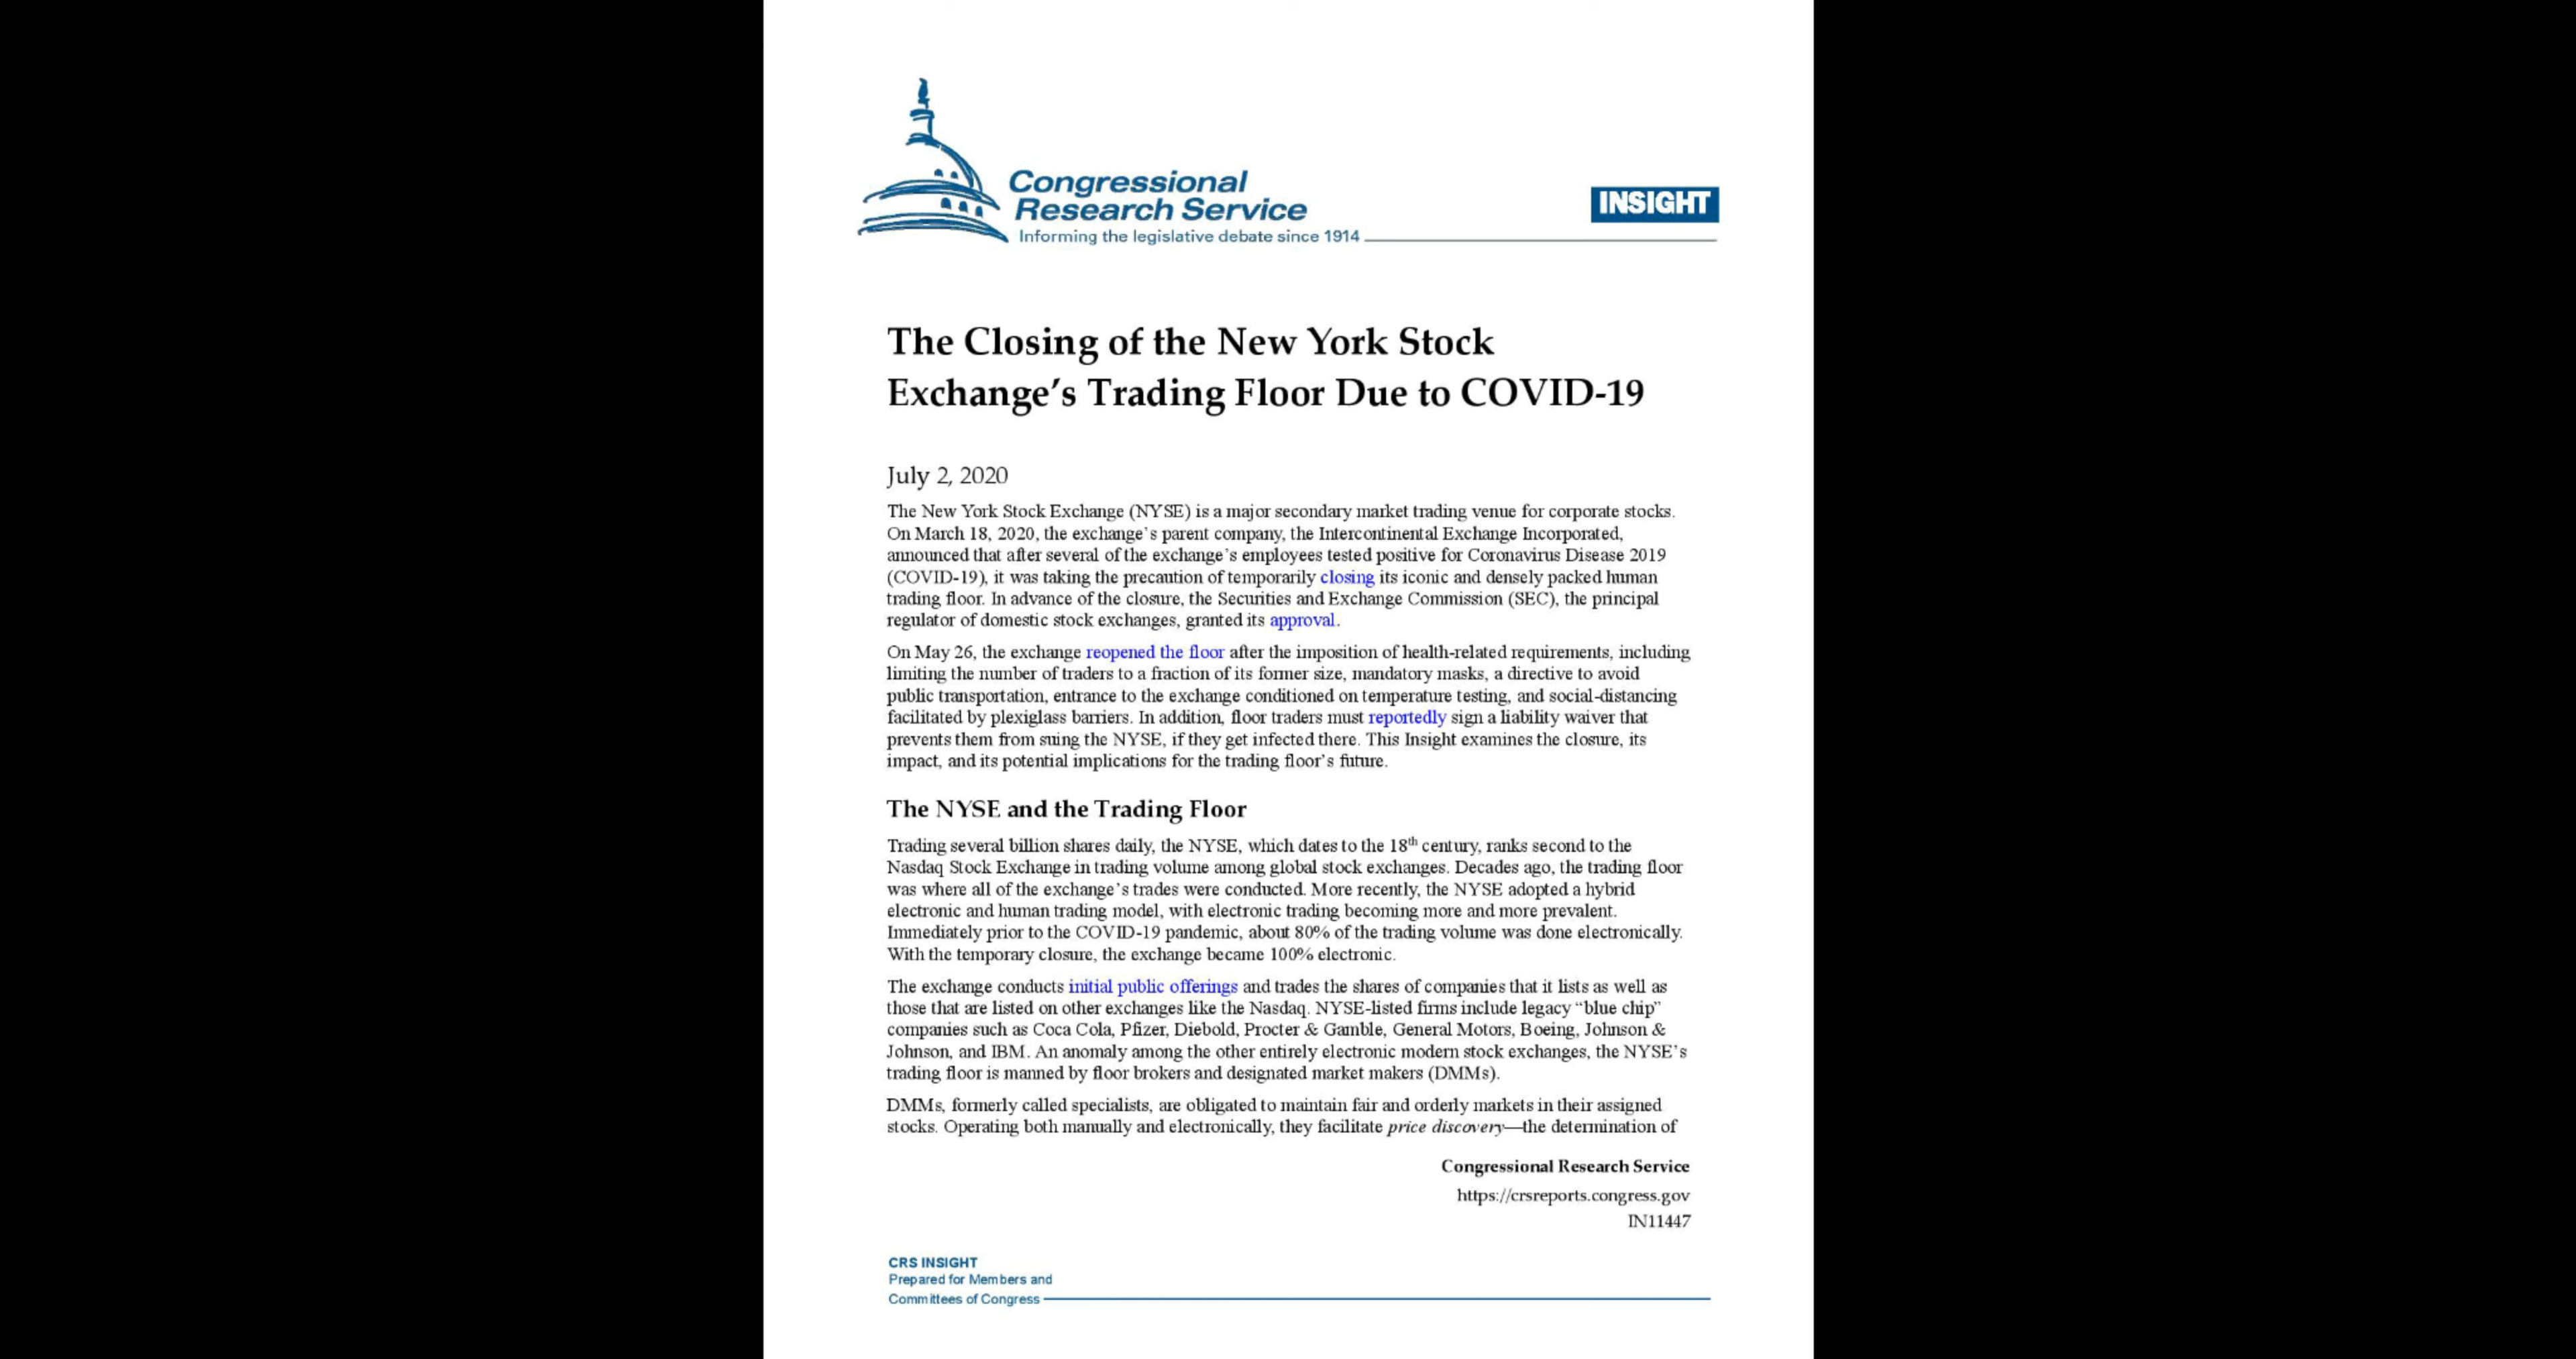 Congressional
Research Service
Informing the legislative debate since 1914
INSIGHT
The Closing of the New York Stock
Exchange's Trading Floor Due to COVID-19
July 2, 2020
The New York Stock Exchange (NYSE) is a major secondary market trading venue for corporate stocks.
On March 18, 2020, the exchange's parent company, the Intercontinental Exchange Incorporated,
announced that after several of the exchange's employees tested positive for Coronavirus Disease 2019
(COVID-19), it was taking the precaution of temporarily closing its iconic and densely packed human
trading floor. In advance of the closure, the Securities and Exchange Commission (SEC), the principal
regulator of domestic stock exchanges, granted its approval.
On May 26, the exchange reopened the floor after the imposition of health-related requirements, including
limiting the number of traders to a fraction of its former size, mandatory masks, a directive to avoid
public transportation, entrance to the exchange conditioned on temperature testing, and social-distancing
facilitated by plexiglass barriers. In addition, floor traders must reportedly sign a liability waiver that
prevents them from suing the NYSE, if they get infected there. This Insight examines the closure, its
impact, and its potential implications for the trading floor's future.
The NYSE and the Trading Floor
Trading several billion shares daily, the NYSE, which dates to the 18th century, ranks second to the
Nasdaq Stock Exchange in trading volume among global stock exchanges. Decades ago, the trading floor
was where all of the exchange's trades were conducted. More recently, the NYSE adopted a hybrid
electronic and human trading model, with electronic trading becoming more and more prevalent.
Immediately prior to the COVID-19 pandemic, about 80% of the trading volume was done electronically.
With the temporary closure, the exchange became 100% electronic.
The exchange conducts initial public offerings and trades the shares of companies that it lists as well as
those that are listed on other exchanges like the Nasdaq. NYSE-listed firms include legacy "blue chip"
companies such as Coca Cola, Pfizer, Diebold, Procter & Gamble, General Motors, Boeing, Johnson &
Johnson, and IBM. An anomaly among the other entirely electronic modern stock exchanges, the NYSE's
trading floor is manned by floor brokers and designated market makers (DMMs).
DMMs, formerly called specialists, are obligated to maintain fair and orderly markets in their assigned
stocks. Operating both manually and electronically, they facilitate price discovery—the determination of
Congressional Research Service
https://crsreports.congress.gov
IN11447
CRS INSIGHT
Prepared for Members and
Committees of Congress